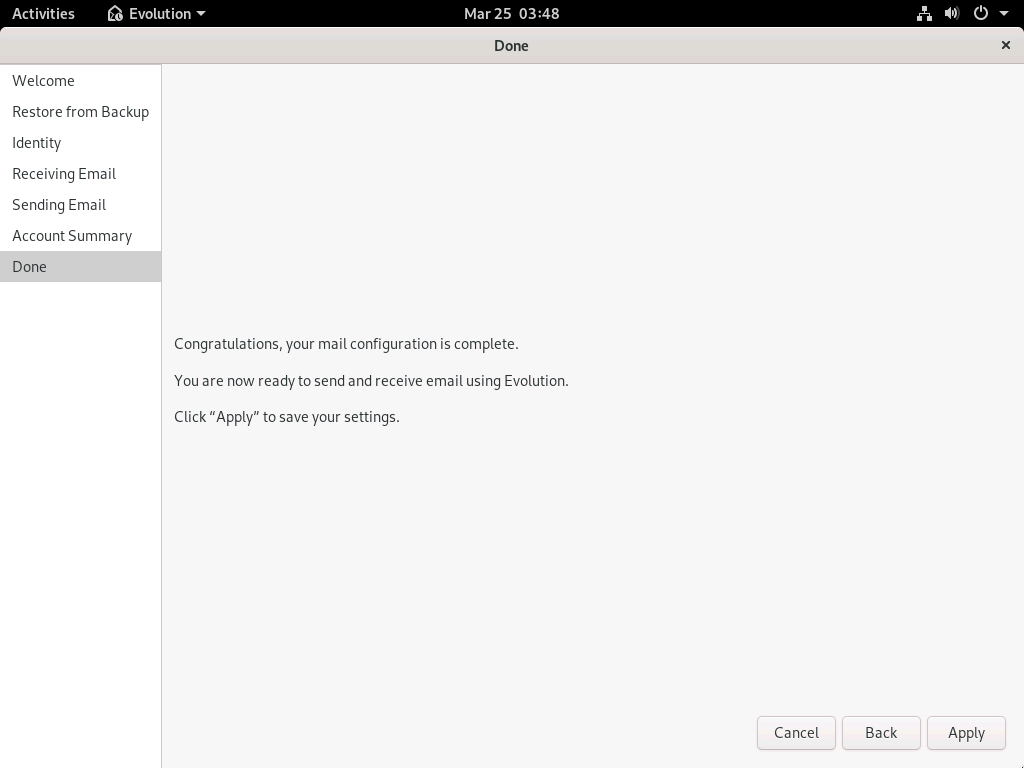 Activities Evolution Mar 25 03:48
Done
Welcome
Restore from Backup
Identity
Receiving Email
Sending Email
Account Summary
Done
Congratulations, your mail configuration is complete.
You are now ready to send and receive email using Evolution.
Click “Apply” to save your settings.
Cancel Back Apply